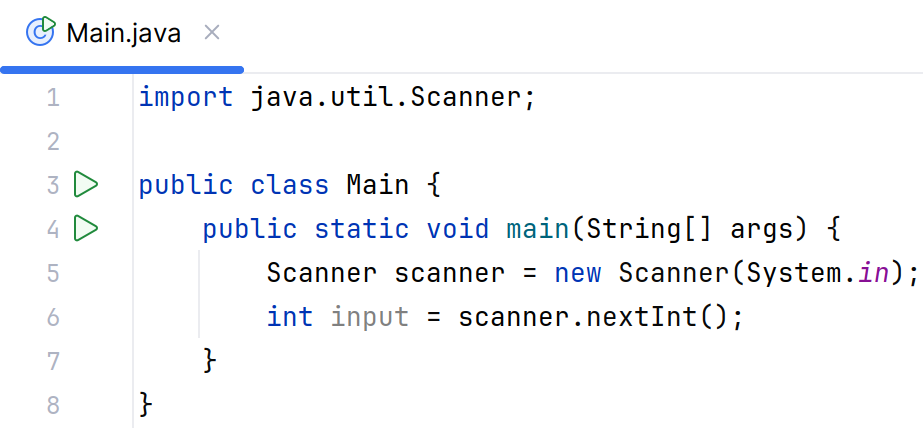 Main.java
1 import java.util.Scanner;
2
3 public class Main {
4     public static void main(String[] args) {
5         Scanner scanner = new Scanner(System.in);
6         int input = scanner.nextInt();
7     }
8 }